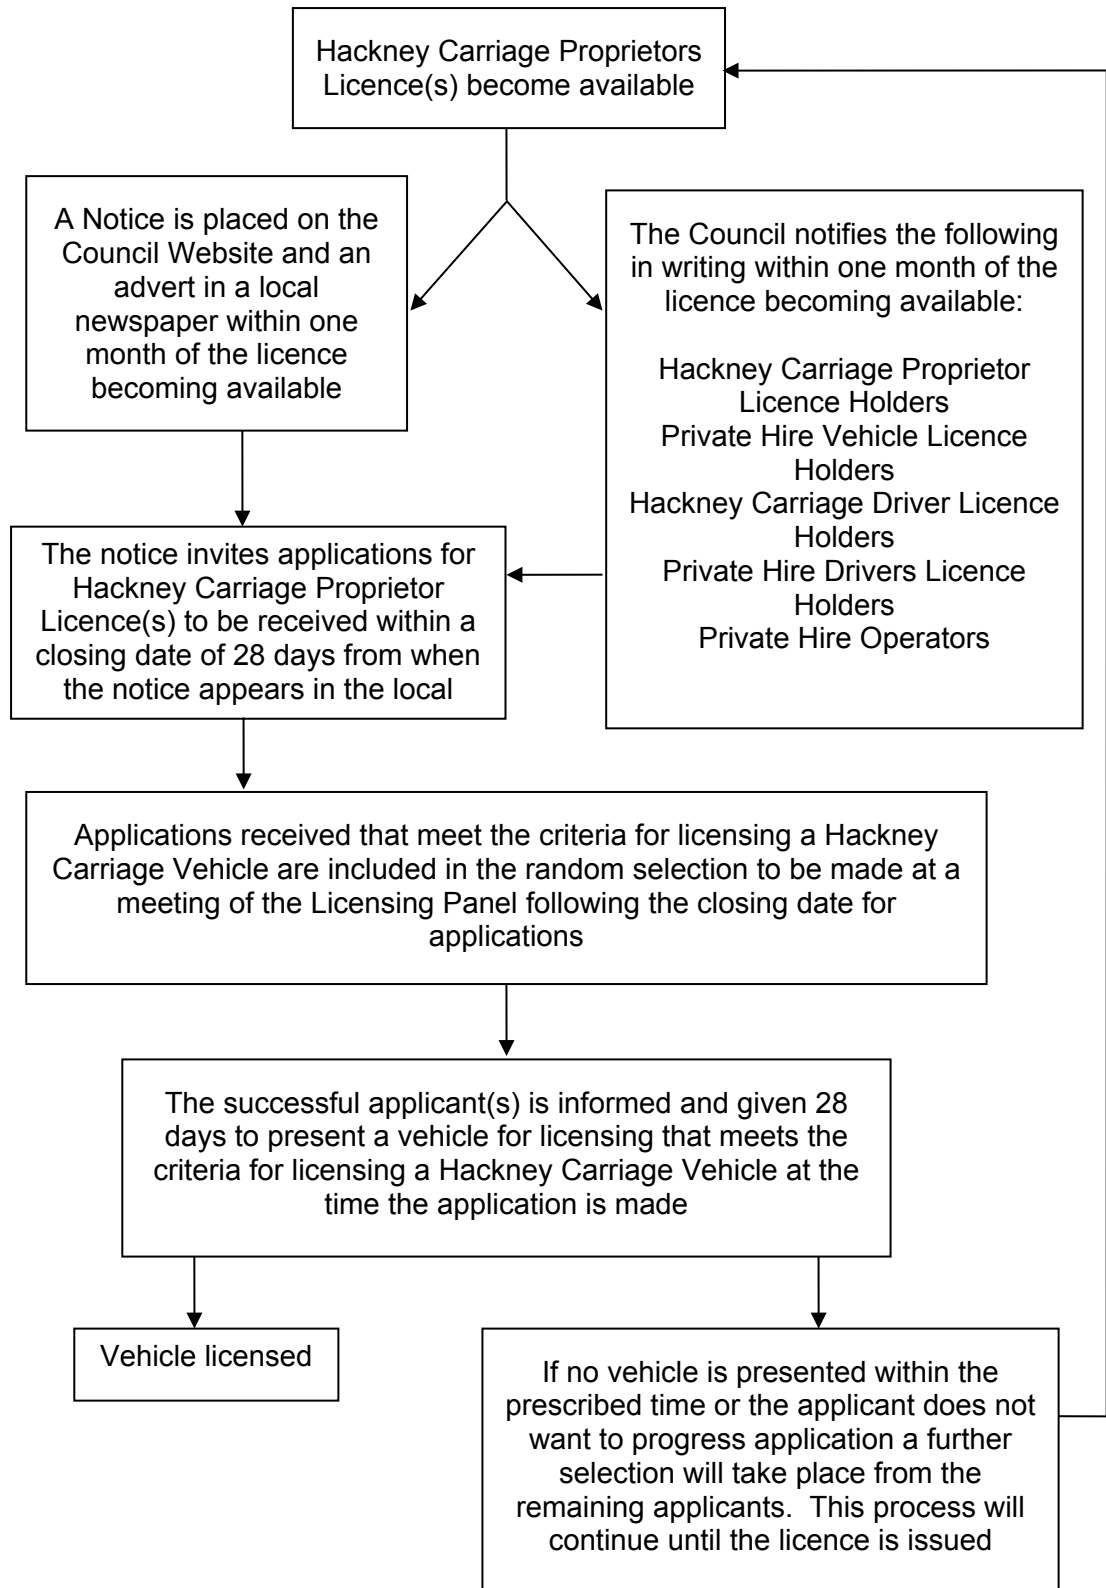 Hackney Carriage Proprietors
Licence(s) become available
A Notice is placed on the
Council Website and an
advert in a local
newspaper within one
month of the licence
becoming available
The Council notifies the following
in writing within one month of the
licence becoming available:
Hackney Carriage Proprietor
Licence Holders
Private Hire Vehicle Licence
Holders
Hackney Carriage Driver Licence
Holders
Private Hire Drivers Licence
Holders
Private Hire Operators
The notice invites applications for
Hackney Carriage Proprietor
Licence(s) to be received within a
closing date of 28 days from when
the notice appears in the local
Applications received that meet the criteria for licensing a Hackney
Carriage Vehicle are included in the random selection to be made at a
meeting of the Licensing Panel following the closing date for
applications
The successful applicant(s) is informed and given 28
days to present a vehicle for licensing that meets the
criteria for licensing a Hackney Carriage Vehicle at the
time the application is made
Vehicle licensed
If no vehicle is presented within the
prescribed time or the applicant does not
want to progress application a further
selection will take place from the
remaining applicants.  This process will
continue until the licence is issued